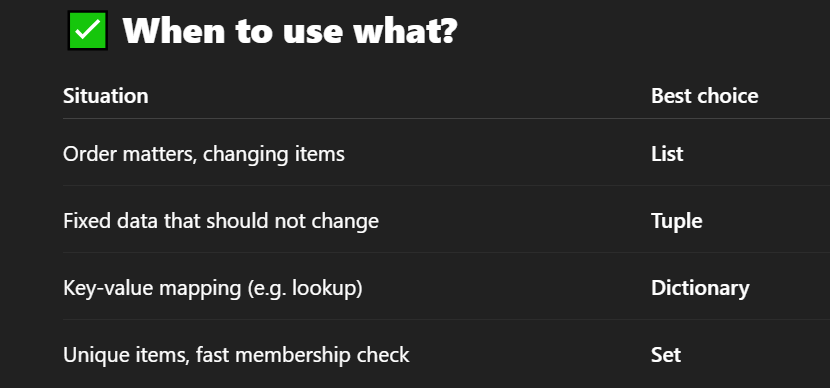 ✅ When to use what?
Situation Best choice
Order matters, changing items List
Fixed data that should not change Tuple
Key-value mapping (e.g. lookup) Dictionary
Unique items, fast membership check Set